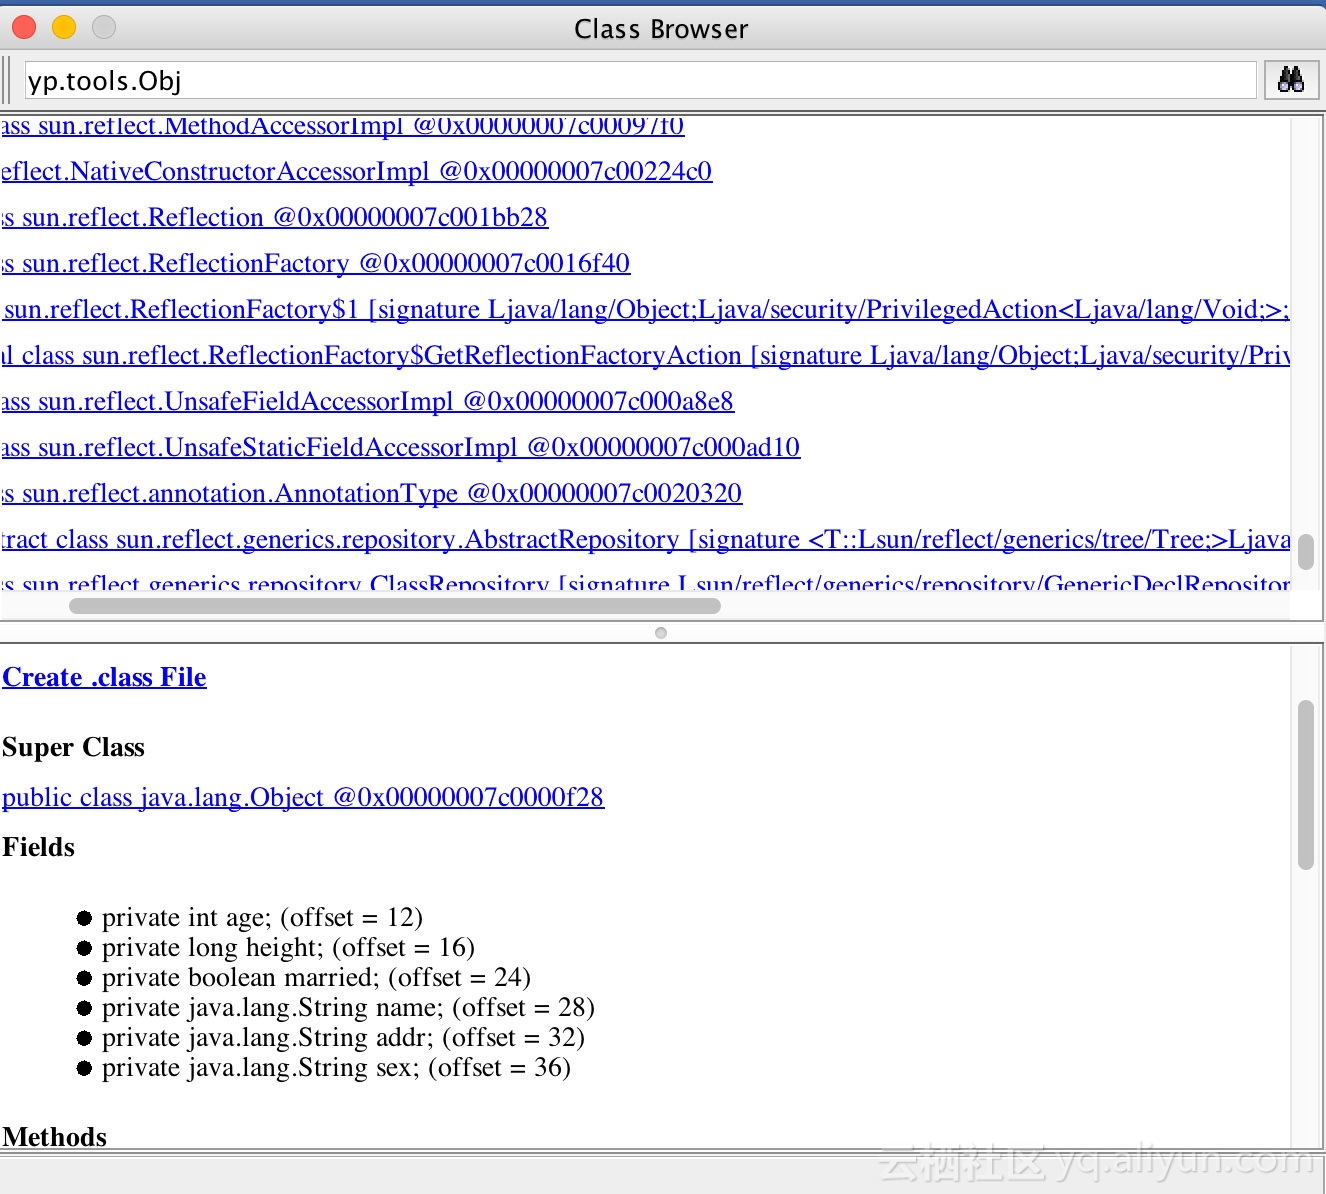 Class Browser
yp.tools.Obj
ass sun.reflect.MethodAccessorImpl @0x00000007c00097f0
eflect.NativeConstructorAccessorImpl @0x00000007c00224c0
ss sun.reflect.Reflection @0x00000007c001bb28
ss sun.reflect.ReflectionFactory @0x00000007c0016f40
sun.reflect.ReflectionFactory$1 [signature Ljava/lang/Object;Ljava/security/PrivilegedAction<Ljava/lang/Void;>;
al class sun.reflect.ReflectionFactory$GetReflectionFactoryAction [signature Ljava/lang/Object;Ljava/security/Priv
ass sun.reflect.UnsafeFieldAccessorImpl @0x00000007c000a8e8
ass sun.reflect.UnsafeStaticFieldAccessorImpl @0x00000007c000ad10
ss sun.reflect.annotation.AnnotationType @0x00000007c0020320
tract class sun.reflect.generics.repository.AbstractRepository [signature <T::Lsun/reflect/generics/tree/Tree;>Ljava
ss sun.reflect.generics.repository.ClassRepository [signature Lsun/reflect/generics/repository/GenericDeclRepositor
Create .class File
Super Class
public class java.lang.Object @0x00000007c0000f28
Fields
private int age; (offset = 12)
private long height; (offset = 16)
private boolean married; (offset = 24)
private java.lang.String name; (offset = 28)
private java.lang.String addr; (offset = 32)
private java.lang.String sex; (offset = 36)
Methods
云栖社区 yq.aliyun.com